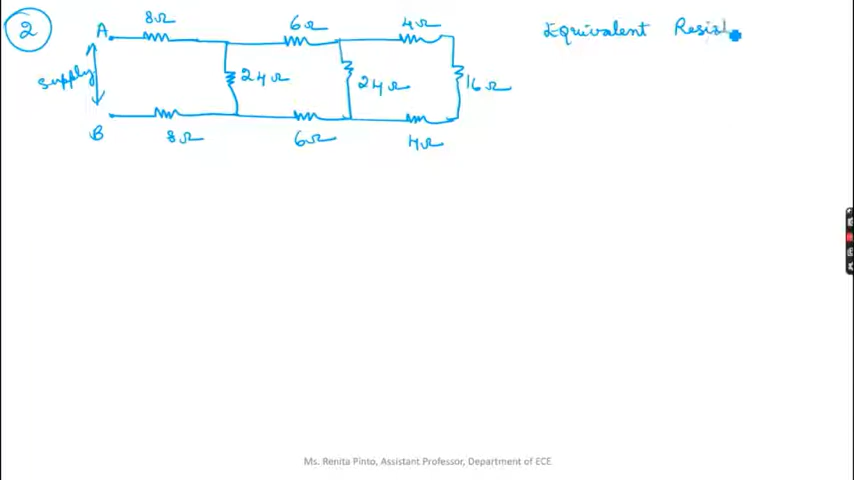 2
8Ω 6Ω 4Ω Equivalent Resist
A
supply 24Ω 24Ω 16Ω
B 8Ω 6Ω 4Ω
Ms. Renita Pinto, Assistant Professor, Department of ECE